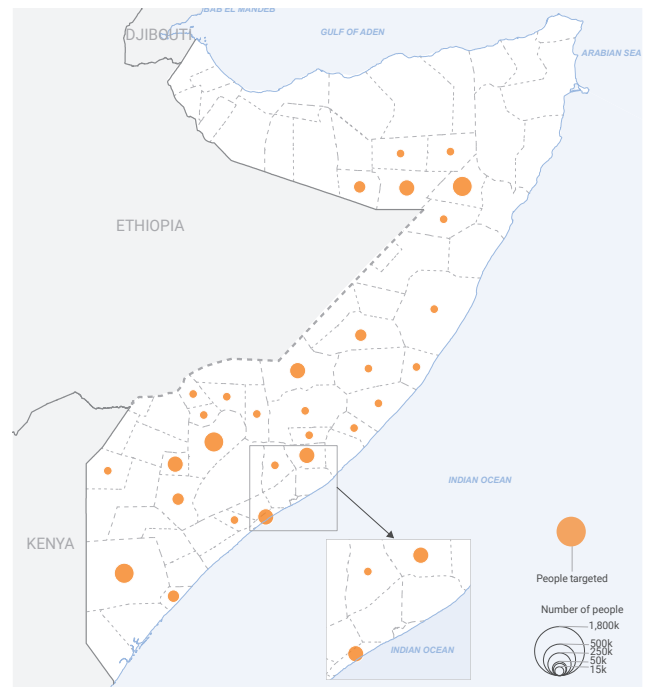 BAB EL MANDEB
DJIBOUTI
GULF OF ADEN
ARABIAN SEA
ETHIOPIA
INDIAN OCEAN
KENYA
People targeted
Number of people
1,800k
500k
250k
50k
15k
INDIAN OCEAN